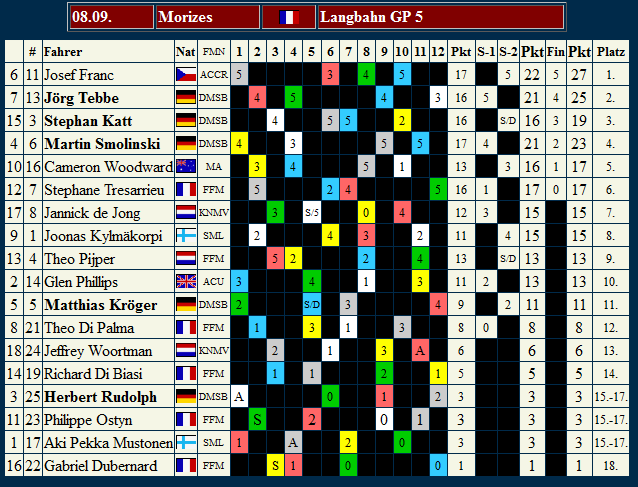 08.09. Morizes Langbahn GP 5
# Fahrer Nat FMN 1 2 3 4 5 6 7 8 9 10 11 12 Pkt S-1 S-2 Pkt Fin Pkt Platz
6 11 Josef Franc ACCR 5 3 4 5 17 5 22 5 27 1.
7 13 Jörg Tebbe DMSB 4 5 4 3 16 5 21 4 25 2.
15 3 Stephan Katt DMSB 4 5 5 2 16 S/D 16 3 19 3.
4 6 Martin Smolinski DMSB 4 3 5 5 17 4 21 2 23 4.
10 16 Cameron Woodward MA 3 4 5 1 13 3 16 1 17 5.
12 7 Stephane Tresarrieu FFM 5 2 4 5 16 1 17 0 17 6.
17 8 Jannick de Jong KNMV 3 S/5 0 4 12 3 15 15 7.
9 1 Joonas Kylmäkorpi SML 2 4 3 2 11 4 15 15 8.
13 4 Theo Pijper FFM 5 2 2 4 13 S/D 13 13 9.
2 14 Glen Phillips ACU 3 4 1 3 11 2 13 13 10.
5 5 Matthias Kröger DMSB 2 S/D 3 4 9 2 11 11 11.
8 21 Theo Di Palma FFM 1 3 1 3 8 0 8 8 12.
18 24 Jeffrey Woortman KNMV 2 1 3 A 6 6 6 13.
14 19 Richard Di Biasi FFM 1 1 2 1 5 5 5 14.
3 25 Herbert Rudolph DMSB A 0 1 2 3 3 3 15.-17.
11 23 Philippe Ostyn FFM S 2 0 1 3 3 3 15.-17.
1 17 Aki Pekka Mustonen SML 1 A 2 0 3 3 3 15.-17.
16 22 Gabriel Dubernard FFM S 1 0 0 1 1 1 18.